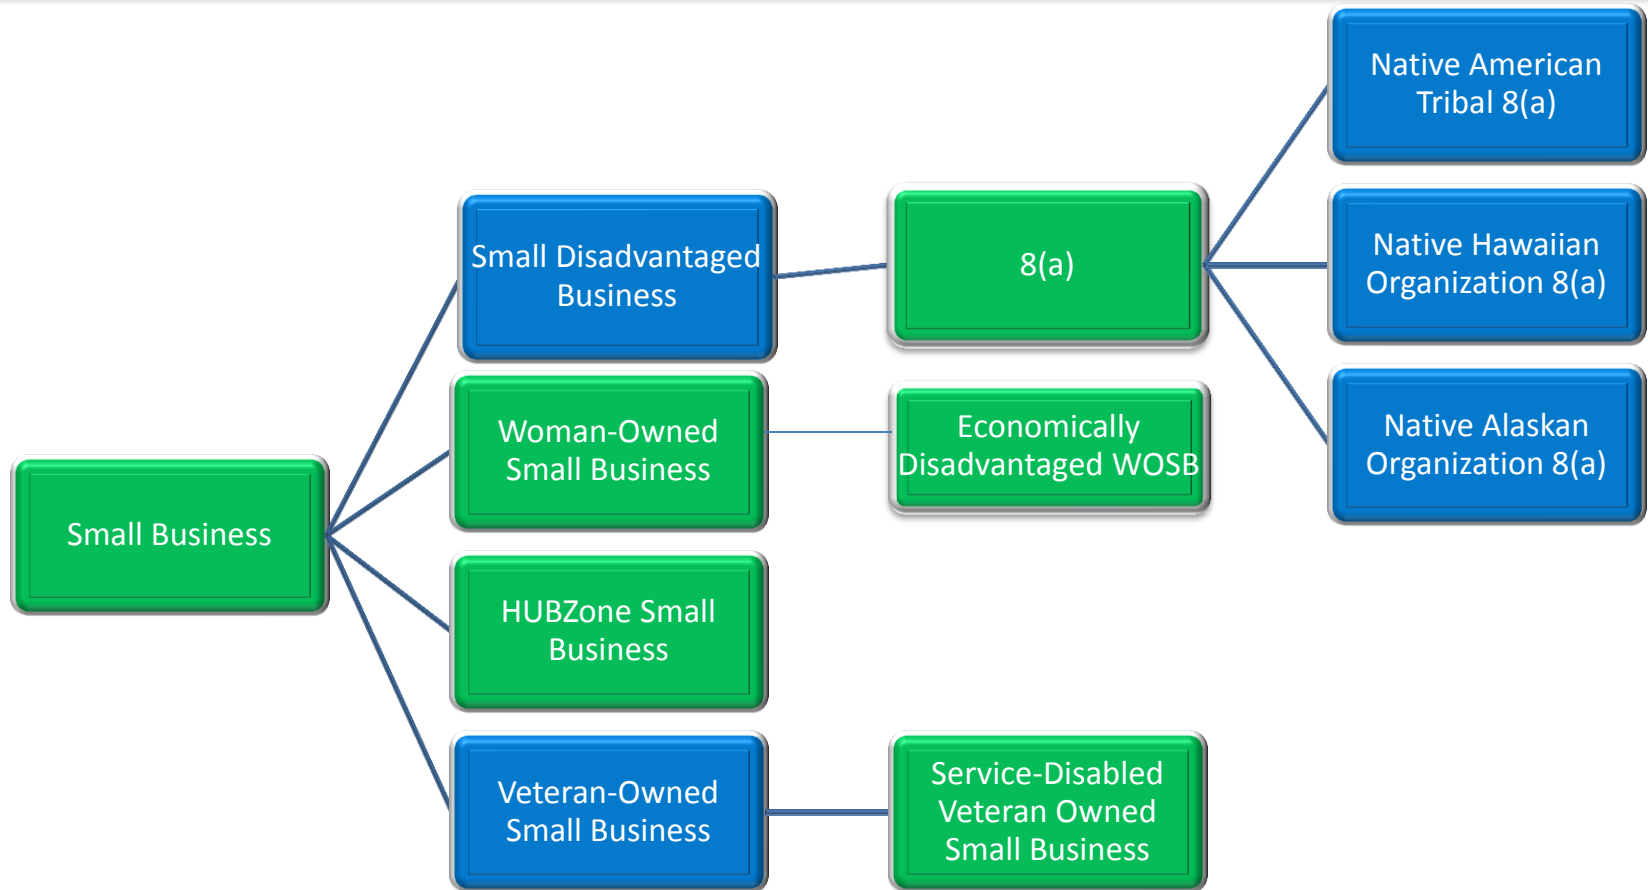 Small Business
Small Disadvantaged
Business
Woman-Owned
Small Business
HUBZone Small
Business
Veteran-Owned
Small Business
8(a)
Economically
Disadvantaged WOSB
Service-Disabled
Veteran Owned
Small Business
Native American
Tribal 8(a)
Native Hawaiian
Organization 8(a)
Native Alaskan
Organization 8(a)